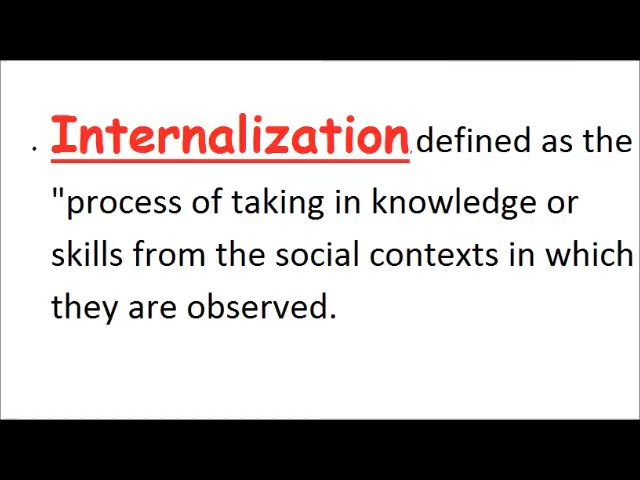 . Internalization, defined as the
"process of taking in knowledge or
skills from the social contexts in which
they are observed.